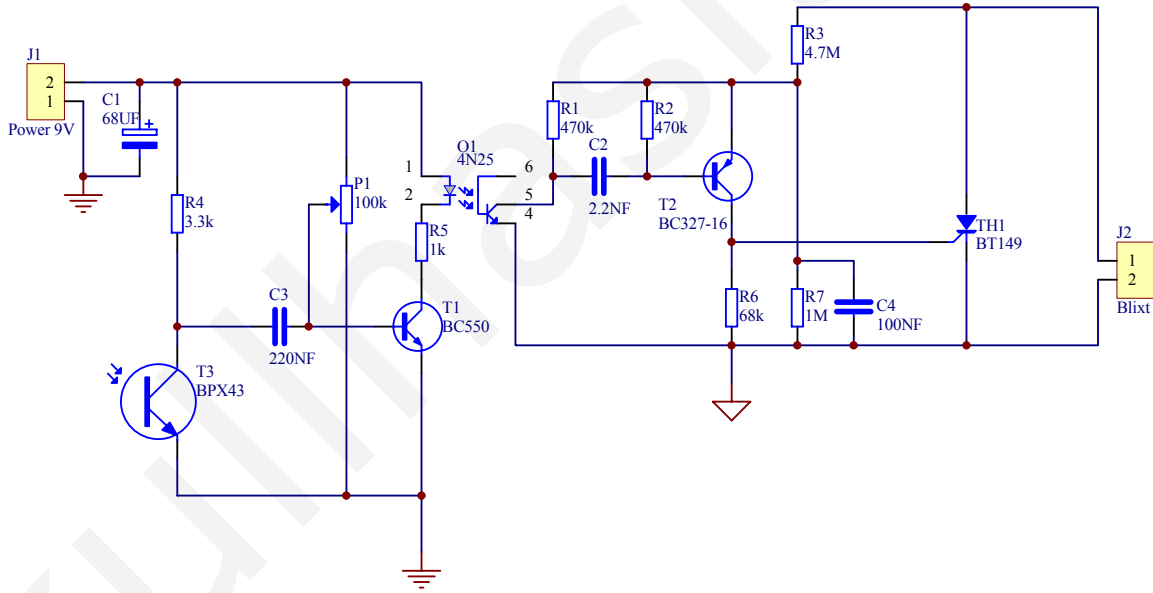 J1
2
1
Power 9V
C1
68UF
+
R4
3.3k
P1
100k
C3
220NF
T3
BPX43
O1
4N25
1
2
6
5
4
R5
1k
T1
BC550
R1
470k
C2
2.2NF
R2
470k
T2
BC327-16
R3
4.7M
R6
68k
R7
1M
C4
100NF
TH1
BT149
J2
1
2
Blixt